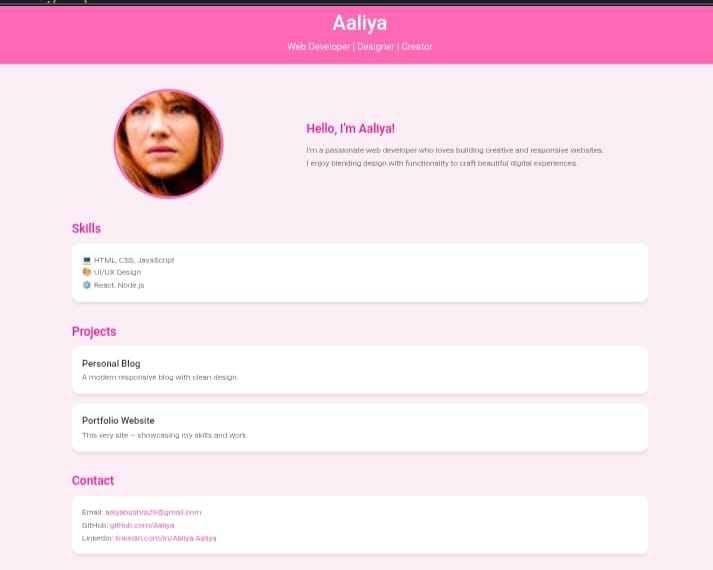 Aaliya
Web Developer | Designer | Creator
Hello, I'm Aaliya!
I'm a passionate web developer who loves building creative and responsive websites.
I enjoy blending design with functionality to craft beautiful digital experiences.
Skills
💻 HTML, CSS, JavaScript
🎨 UI/UX Design
⚙️ React, Node.js
Projects
Personal Blog
A modern responsive blog with clean design.
Portfolio Website
This very site – showcasing my skills and work.
Contact
Email:
GitHub: github.com/Aaliya
LinkedIn: linkedin.com/in/Aaliya Aaliya